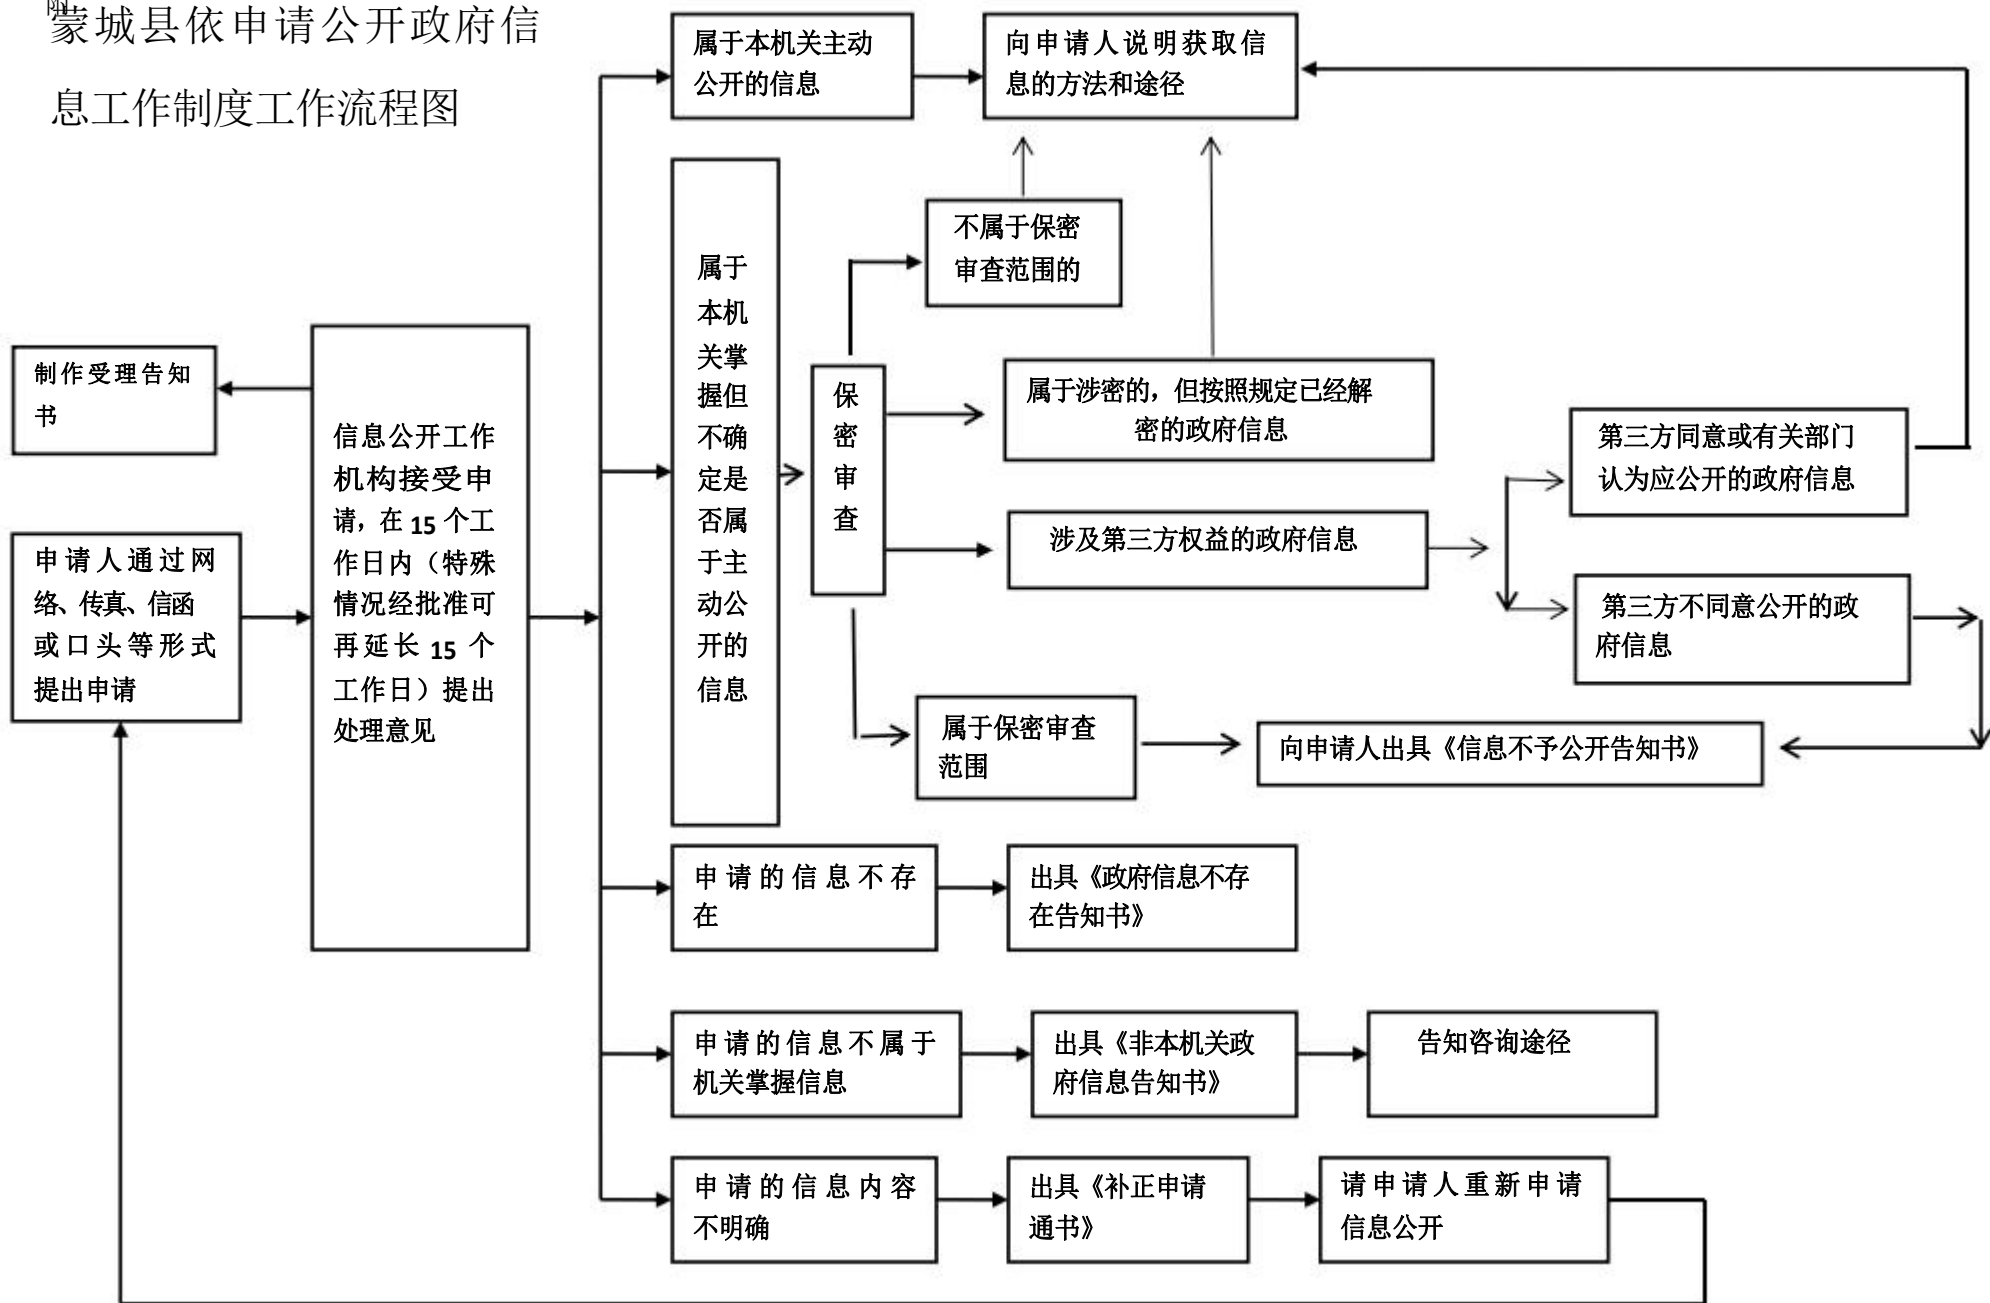 蒙城县依申请公开政府信
息工作制度工作流程图
属于本机关主动
公开的信息
向申请人说明获取信
息的方法和途径
不属于保密
审查范围的
属于
本机
关掌
握但
不确
定是
否属
于主
动公
开的
信息
保
密
审
查
制作受理告知
书
信息公开工作
机构接受申
请，在 15 个工
作日内（特殊
情况经批准可
再延长 15 个
工作日）提出
处理意见
申请人通过网
络、传真、信函
或口头等形式
提出申请
属于涉密的，但按照规定已经解
密的政府信息
涉及第三方权益的政府信息
第三方同意或有关部门
认为应公开的政府信息
第三方不同意公开的政
府信息
属于保密审查
范围
向申请人出具《信息不予公开告知书》
申请的信息不存
在
出具《政府信息不存
在告知书》
申请的信息不属于
机关掌握信息
出具《非本机关政
府信息告知书》
告知咨询途径
申请的信息内容
不明确
出具《补正申请
通书》
请申请人重新申请
信息公开